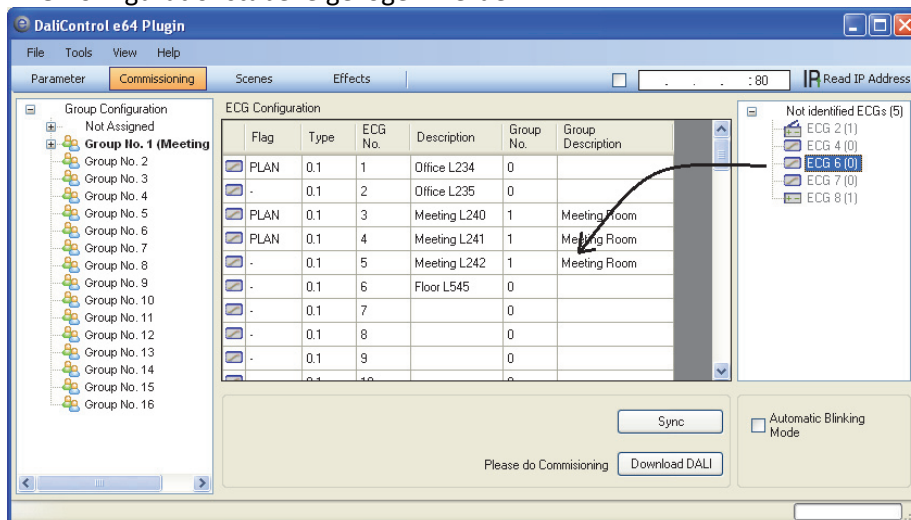 DaliControl e64 Plugin
File Tools View Help
Parameter Commissioning Scenes Effects . . . :80 IP Read IP Address
Group Configuration
Not Assigned
Group No. 1 (Meeting
Group No. 2
Group No. 3
Group No. 4
Group No. 5
Group No. 6
Group No. 7
Group No. 8
Group No. 9
Group No. 10
Group No. 11
Group No. 12
Group No. 13
Group No. 14
Group No. 15
Group No. 16
ECG Configuration
Flag Type ECG No. Description Group No. Group Description
PLAN 0.1 1 Office L234 0
- 0.1 2 Office L235 0
PLAN 0.1 3 Meeting L240 1 Meeting Room
PLAN 0.1 4 Meeting L241 1 Meeting Room
- 0.1 5 Meeting L242 1 Meeting Room
- 0.1 6 Floor L545 0
- 0.1 7 0
- 0.1 8 0
- 0.1 9 0
Not identified ECGs (5)
ECG 2 (1)
ECG 4 (0)
ECG 6 (0)
ECG 7 (0)
ECG 8 (1)
Sync
Please do Commisioning Download DALI
Automatic Blinking
Mode